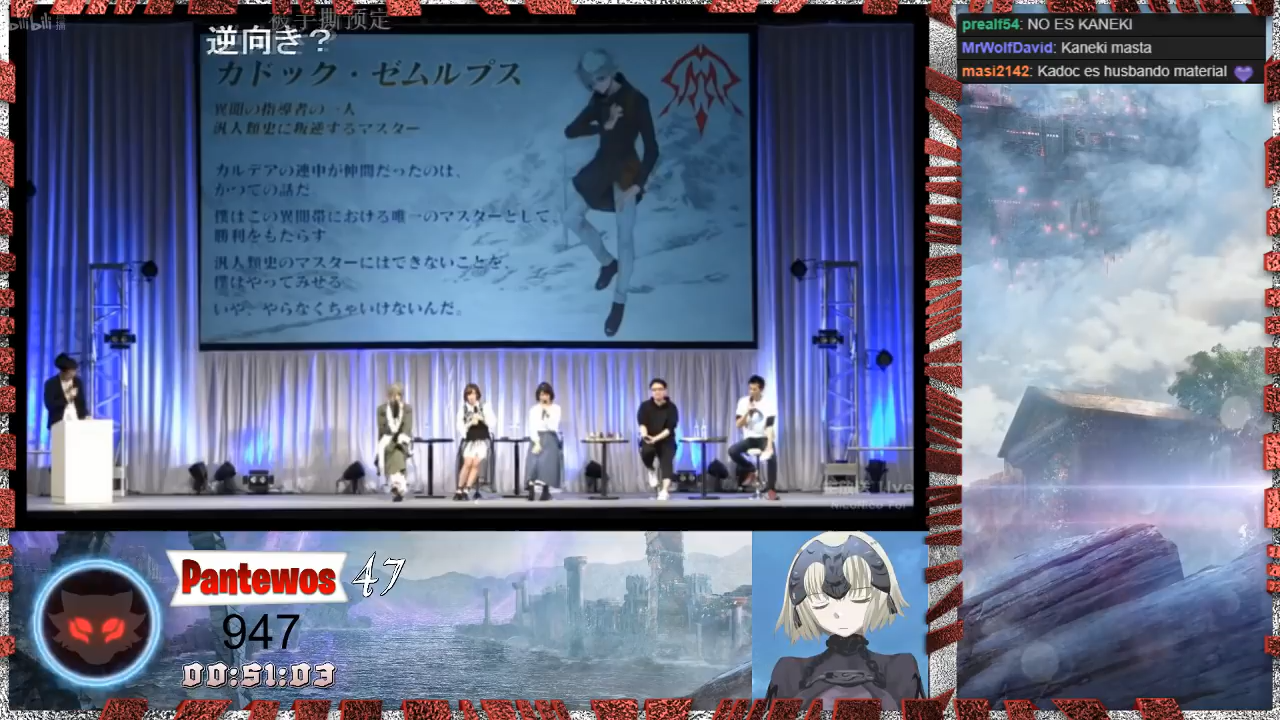 bilibili
被手撕预定
逆向き？
カドック・ゼムルプス
異聞の指導者の一人
汎人類史に叛逆するマスター
カルデアの連中が仲間だったのは、
かつての話だ。
僕はこの異聞帯における唯一のマスターとして、
勝利をもたらす
汎人類史のマスターにはできないことを、
僕はやってみせる
いや、やらなくちゃいけないんだ。
Live
prealf54: NO ES KANEKI
MrWolfDavid: Kaneki masta
masi2142: Kadoc es husbando material
Pantewos 47
947
00:51:03